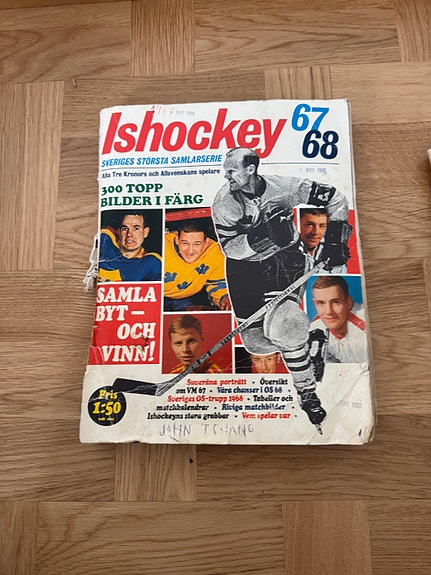 Ishockey 67
68
SVERIGES STÖRSTA SAMLARSERIE
Alla Tre Kronors och Allsvenskans spelare
300 TOPP
BILDER I FÄRG
SAMLA
BYT –
OCH
VINN!
Pris
1:50
Suveräna porträtt • Översikt
om VM 67 • Våra chanser i OS 68 •
Sveriges OS-trupp 1968 • Tabeller och
matchkalendrar • Riviga matchbilder •
Ishockeyns stora grabbar • Vem spelar var •
JOHN